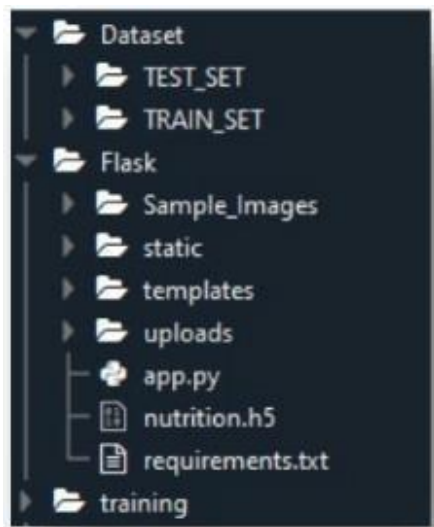 Dataset
TEST_SET
TRAIN_SET
Flask
Sample_Images
static
templates
uploads
app.py
nutrition.h5
requirements.txt
training